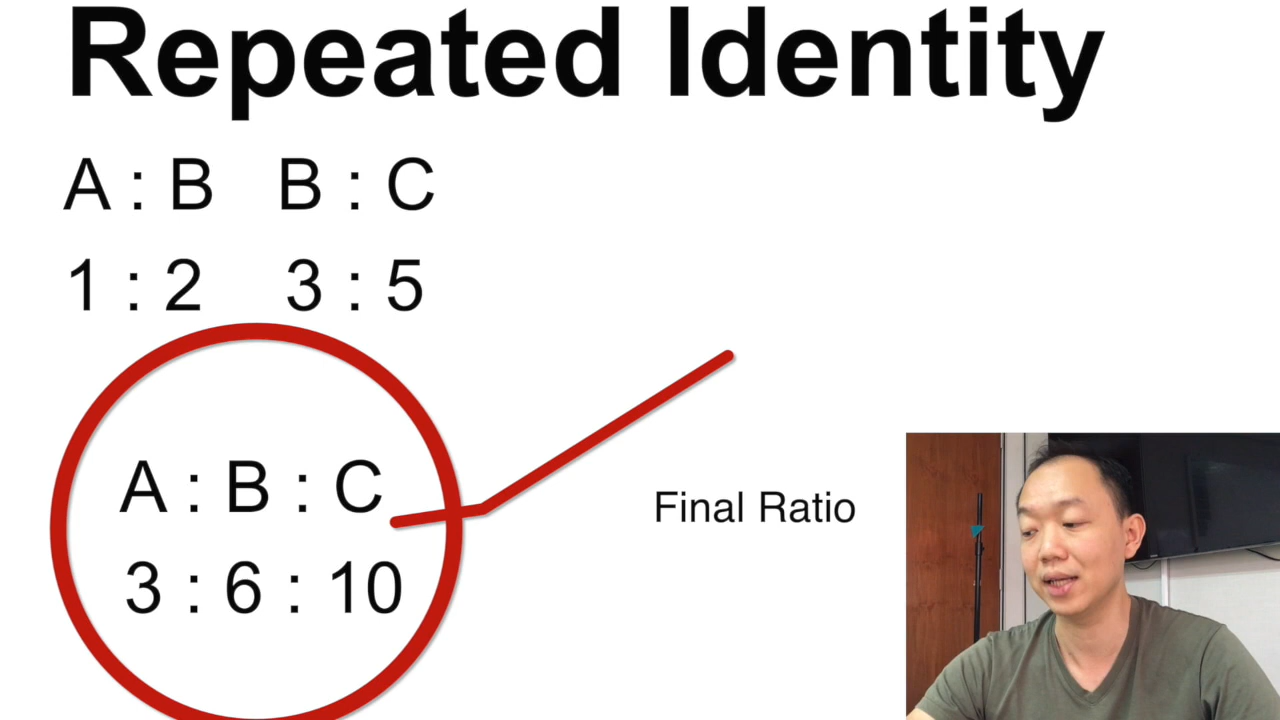 Repeated Identity
A : B   B : C
1 : 2   3 : 5
A : B : C
3 : 6 : 10
Final Ratio